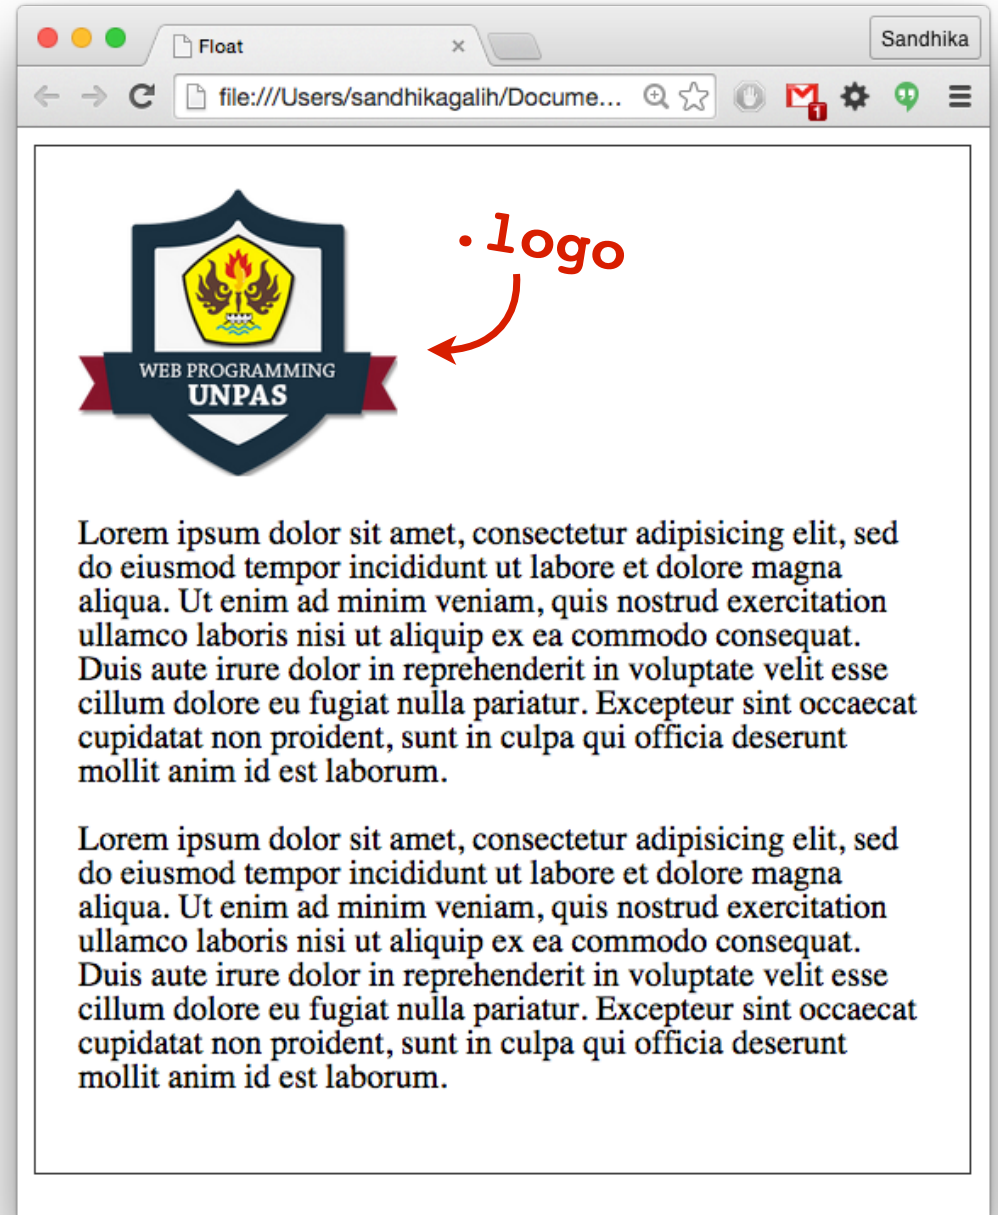 Float
Sandhika
file:///Users/sandhikagalih/Docume...
1
.logo
WEB PROGRAMMING
UNPAS
Lorem ipsum dolor sit amet, consectetur adipisicing elit, sed
do eiusmod tempor incididunt ut labore et dolore magna
aliqua. Ut enim ad minim veniam, quis nostrud exercitation
ullamco laboris nisi ut aliquip ex ea commodo consequat.
Duis aute irure dolor in reprehenderit in voluptate velit esse
cillum dolore eu fugiat nulla pariatur. Excepteur sint occaecat
cupidatat non proident, sunt in culpa qui officia deserunt
mollit anim id est laborum.
Lorem ipsum dolor sit amet, consectetur adipisicing elit, sed
do eiusmod tempor incididunt ut labore et dolore magna
aliqua. Ut enim ad minim veniam, quis nostrud exercitation
ullamco laboris nisi ut aliquip ex ea commodo consequat.
Duis aute irure dolor in reprehenderit in voluptate velit esse
cillum dolore eu fugiat nulla pariatur. Excepteur sint occaecat
cupidatat non proident, sunt in culpa qui officia deserunt
mollit anim id est laborum.